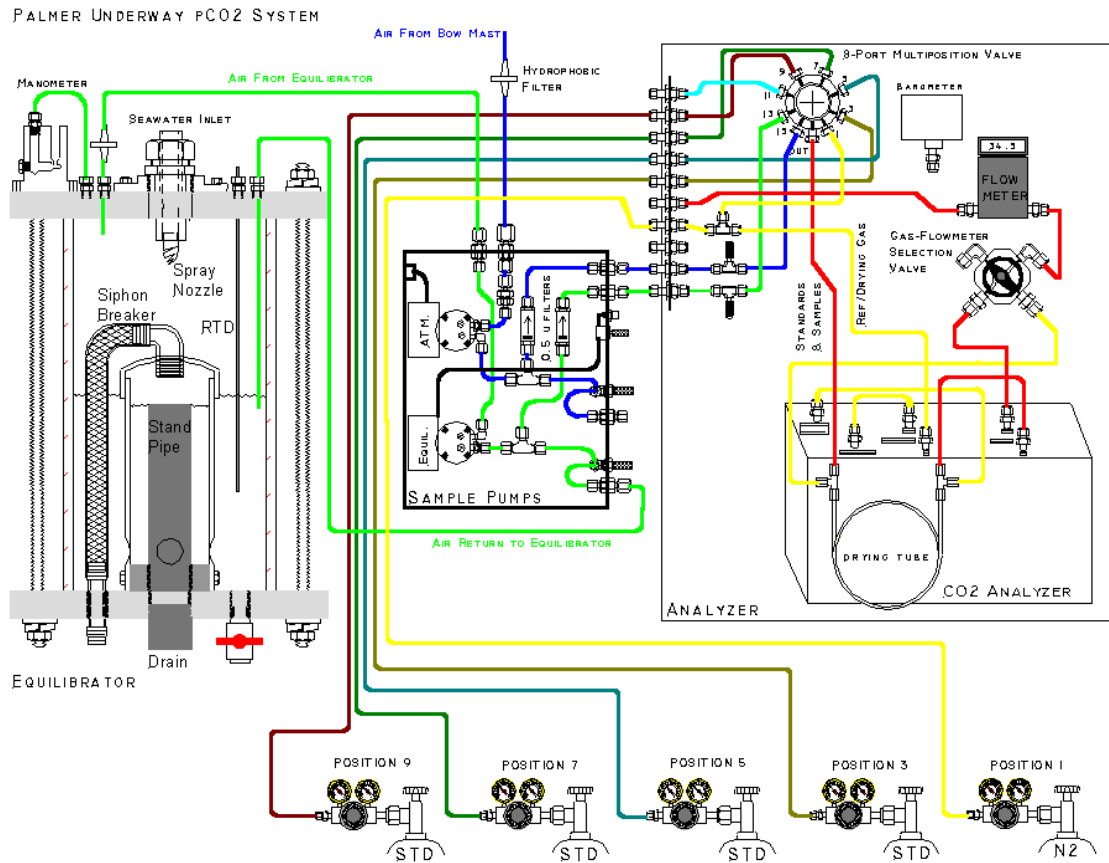 PALMER UNDERWAY PCO2 SYSTEM
AIR FROM BOW MAST
AIR FROM EQUILIBRATOR
MANOMETER
SEAWATER INLET
HYDROPHOBIC
FILTER
9-PORT MULTIPOSITION VALVE
BAROMETER
9
7
5
11
3
13
15
1
OUT
34.5
FLOW
METER
GAS-FLOWMETER
SELECTION
VALVE
Spray
Nozzle
Siphon
Breaker
RTD
ATM.
0.5 U FILTERS
STANDARDS
& SAMPLES
REF/DRYING GAS
Stand
Pipe
EQUIL.
SAMPLE PUMPS
AIR RETURN TO EQUILIBRATOR
DRYING TUBE
CO2 ANALYZER
ANALYZER
Drain
EQUILIBRATOR
POSITION 9
POSITION 7
POSITION 5
POSITION 3
POSITION 1
STD
STD
STD
STD
N2